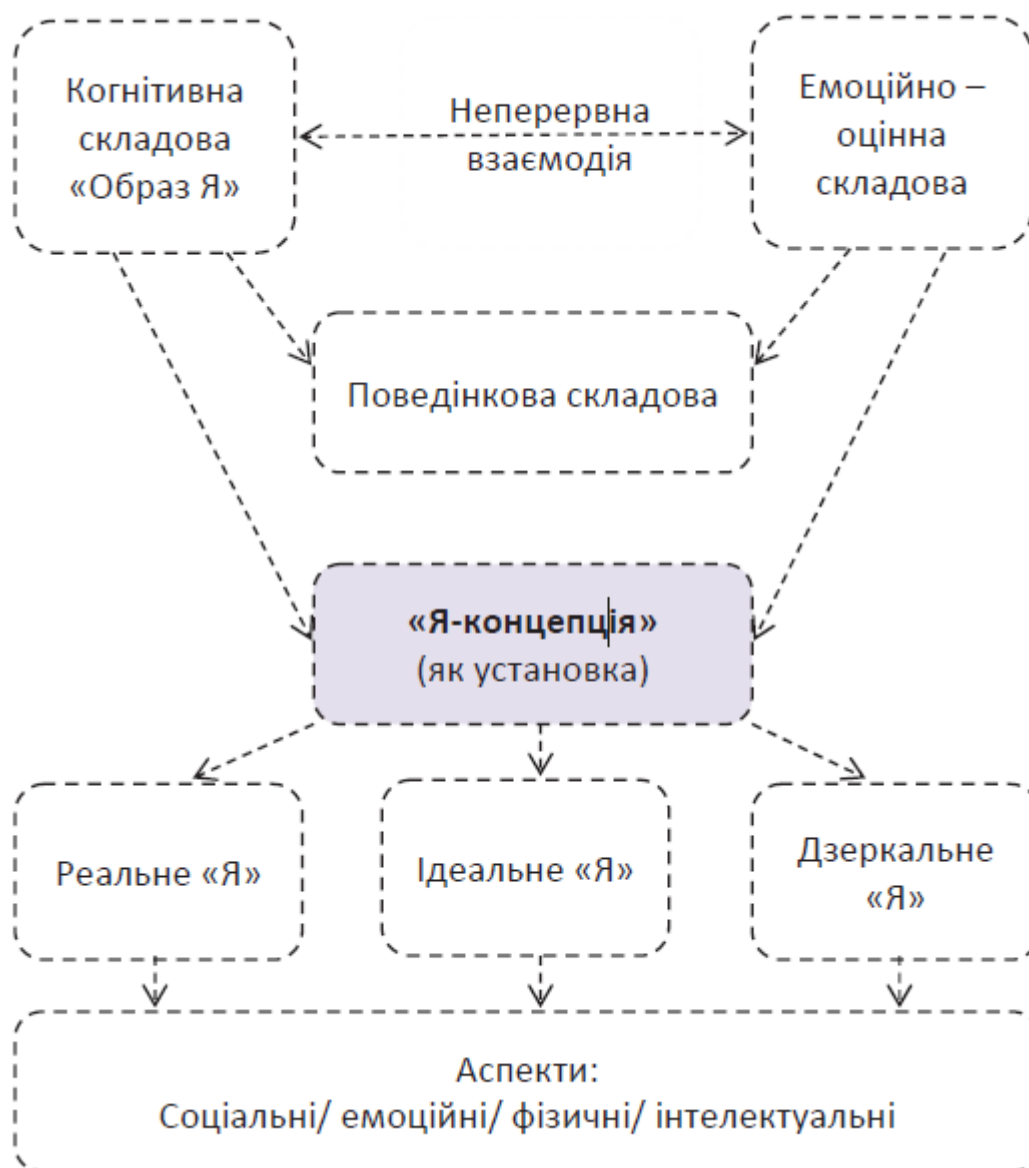 Когнітивна
складова
«Образ Я»
Неперервна
взаємодія
Емоційно –
оцінна
складова
Поведінкова складова
«Я-концепція»
(як установка)
Реальне «Я»
Ідеальне «Я»
Дзеркальне
«Я»
Аспекти:
Соціальні/ емоційні/ фізичні/ інтелектуальні